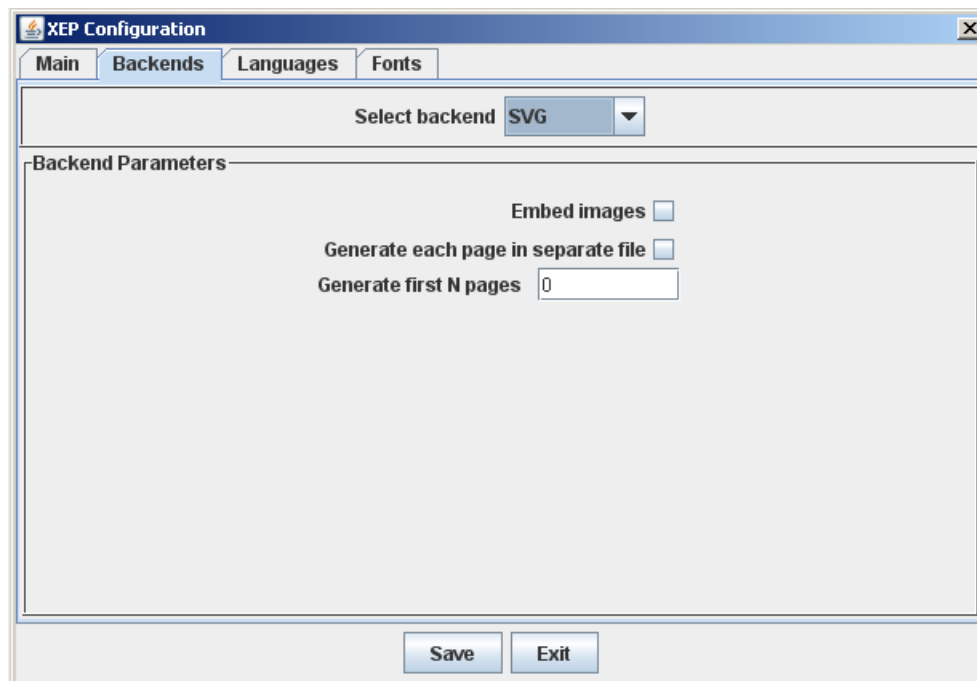 XEP Configuration
Main Backends Languages Fonts
Select backend SVG
Backend Parameters
Embed images
Generate each page in separate file
Generate first N pages 0
Save Exit